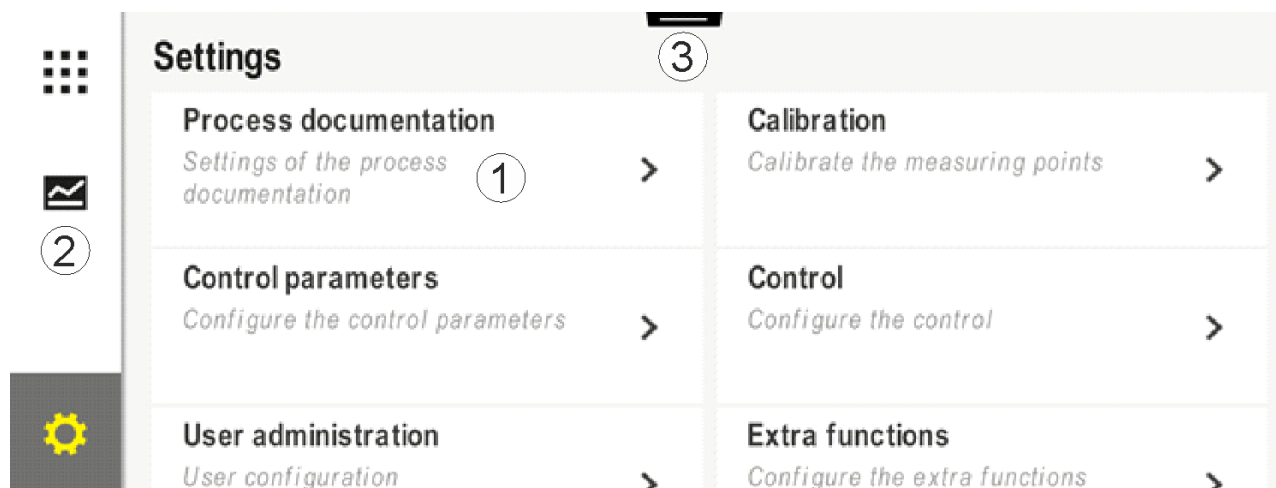 Settings
3
Process documentation
Settings of the process
documentation
1
Calibration
Calibrate the measuring points
2
Control parameters
Configure the control parameters
Control
Configure the control
User administration
User configuration
Extra functions
Configure the extra functions